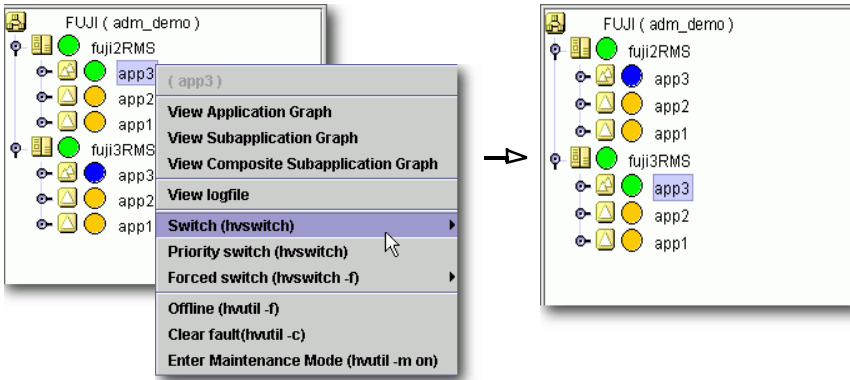 FUJI ( adm_demo )
fuji2RMS
app3
app2
app1
fuji3RMS
app3
app2
app1
( app3 )
View Application Graph
View Subapplication Graph
View Composite Subapplication Graph
View logfile
Switch (hvswitch)
Priority switch (hvswitch)
Forced switch (hvswitch -f)
Offline (hvutil -f)
Clear fault(hvutil -c)
Enter Maintenance Mode (hvutil -m on)
FUJI ( adm_demo )
fuji2RMS
app3
app2
app1
fuji3RMS
app3
app2
app1